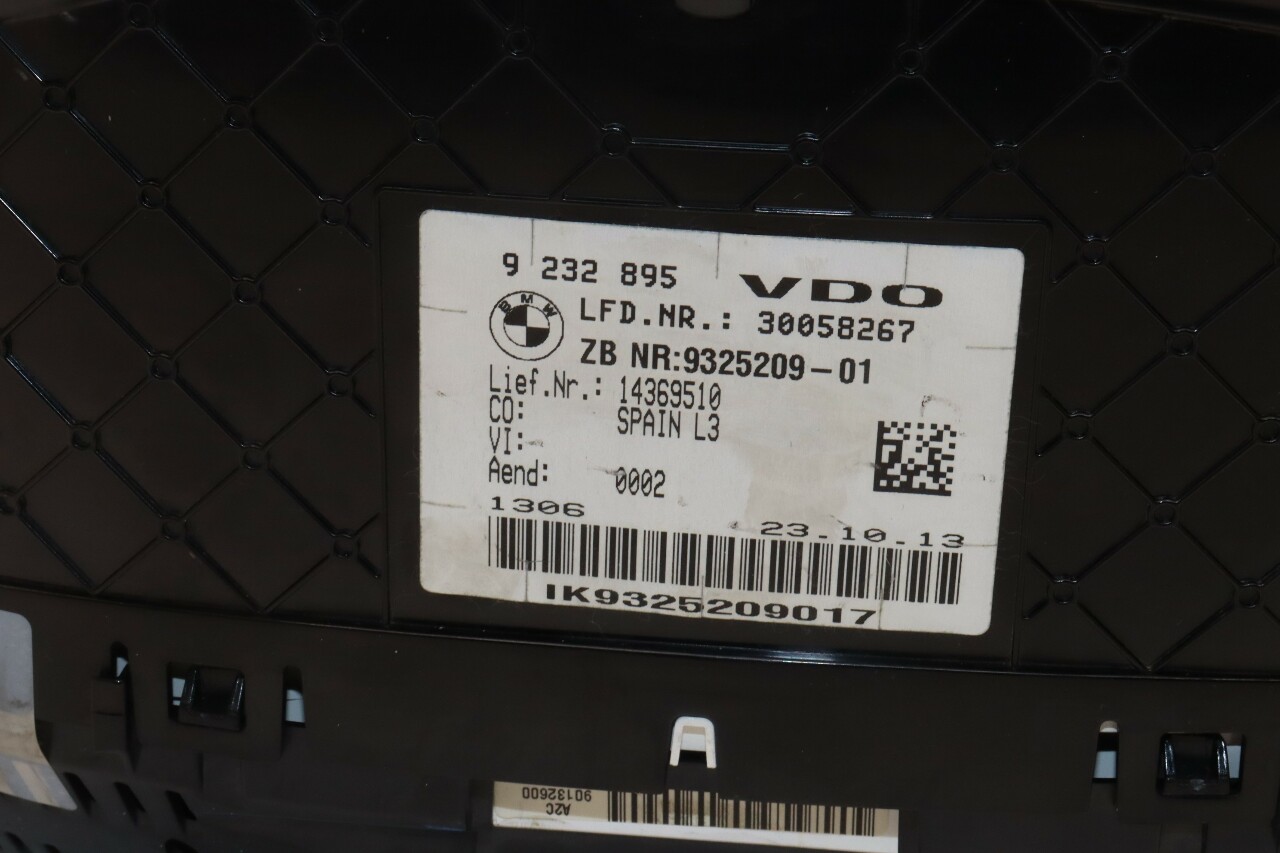 9 232 895 VDO
BMW
LFD.NR.: 30058267
ZB NR:9325209-01
Lief.Nr.: 14369510
CO: SPAIN L3
VI:
Aend: 0002
1306 23.10.13
IK9325209017
A2C
90132600